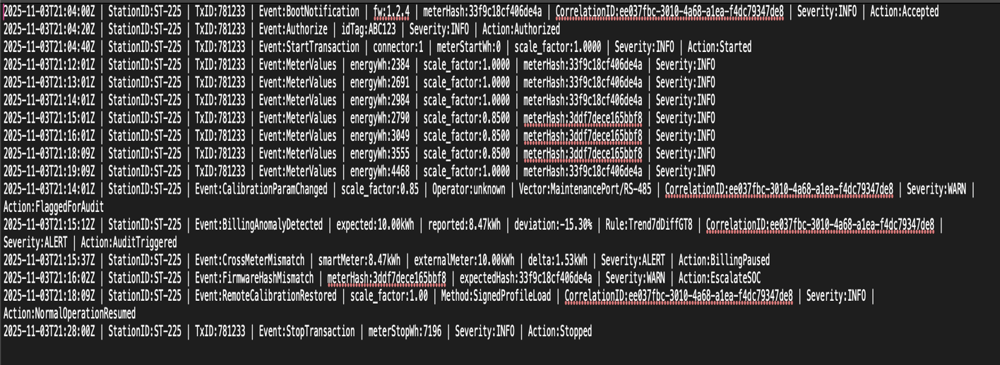 2025-11-03T21:04:00Z | StationID:ST-225 | TxID:781233 | Event:BootNotification | fw:1.2.4 | meterHash:33f9c18cf406de4a | CorrelationID:ee037fbc-3010-4a68-a1ea-f4dc79347de8 | Severity:INFO | Action:Accepted
2025-11-03T21:04:20Z | StationID:ST-225 | TxID:781233 | Event:Authorize | idTag:ABC123 | Severity:INFO | Action:Authorized
2025-11-03T21:04:40Z | StationID:ST-225 | TxID:781233 | Event:StartTransaction | connector:1 | meterStartWh:0 | scale_factor:1.0000 | Severity:INFO | Action:Started
2025-11-03T21:12:01Z | StationID:ST-225 | TxID:781233 | Event:MeterValues | energyWh:2384 | scale_factor:1.0000 | meterHash:33f9c18cf406de4a | Severity:INFO
2025-11-03T21:13:01Z | StationID:ST-225 | TxID:781233 | Event:MeterValues | energyWh:2691 | scale_factor:1.0000 | meterHash:33f9c18cf406de4a | Severity:INFO
2025-11-03T21:14:01Z | StationID:ST-225 | TxID:781233 | Event:MeterValues | energyWh:2984 | scale_factor:1.0000 | meterHash:33f9c18cf406de4a | Severity:INFO
2025-11-03T21:15:01Z | StationID:ST-225 | TxID:781233 | Event:MeterValues | energyWh:2790 | scale_factor:0.8500 | meterHash:3ddf7dece165bbf8 | Severity:INFO
2025-11-03T21:16:01Z | StationID:ST-225 | TxID:781233 | Event:MeterValues | energyWh:3049 | scale_factor:0.8500 | meterHash:3ddf7dece165bbf8 | Severity:INFO
2025-11-03T21:18:09Z | StationID:ST-225 | TxID:781233 | Event:MeterValues | energyWh:3555 | scale_factor:0.8500 | meterHash:3ddf7dece165bbf8 | Severity:INFO
2025-11-03T21:19:09Z | StationID:ST-225 | TxID:781233 | Event:MeterValues | energyWh:4468 | scale_factor:1.0000 | meterHash:33f9c18cf406de4a | Severity:INFO
2025-11-03T21:14:01Z | StationID:ST-225 | Event:CalibrationParamChanged | scale_factor:0.85 | Operator:unknown | Vector:MaintenancePort/RS-485 | CorrelationID:ee037fbc-3010-4a68-a1ea-f4dc79347de8 | Severity:WARN |
Action:FlaggedForAudit
2025-11-03T21:15:12Z | StationID:ST-225 | Event:BillingAnomalyDetected | expected:10.00kWh | reported:8.47kWh | deviation:-15.30% | Rule:Trend7dDiffGT8 | CorrelationID:ee037fbc-3010-4a68-a1ea-f4dc79347de8 |
Severity:ALERT | Action:AuditTriggered
2025-11-03T21:15:37Z | StationID:ST-225 | Event:CrossMeterMismatch | smartMeter:8.47kWh | externalMeter:10.00kWh | delta:1.53kWh | Severity:ALERT | Action:BillingPaused
2025-11-03T21:16:02Z | StationID:ST-225 | Event:FirmwareHashMismatch | meterHash:3ddf7dece165bbf8 | expectedHash:33f9c18cf406de4a | Severity:WARN | Action:EscalateSOC
2025-11-03T21:18:09Z | StationID:ST-225 | Event:RemoteCalibrationRestored | scale_factor:1.00 | Method:SignedProfileLoad | CorrelationID:ee037fbc-3010-4a68-a1ea-f4dc79347de8 | Severity:INFO |
Action:NormalOperationResumed
2025-11-03T21:28:00Z | StationID:ST-225 | TxID:781233 | Event:StopTransaction | meterStopWh:7196 | Severity:INFO | Action:Stopped